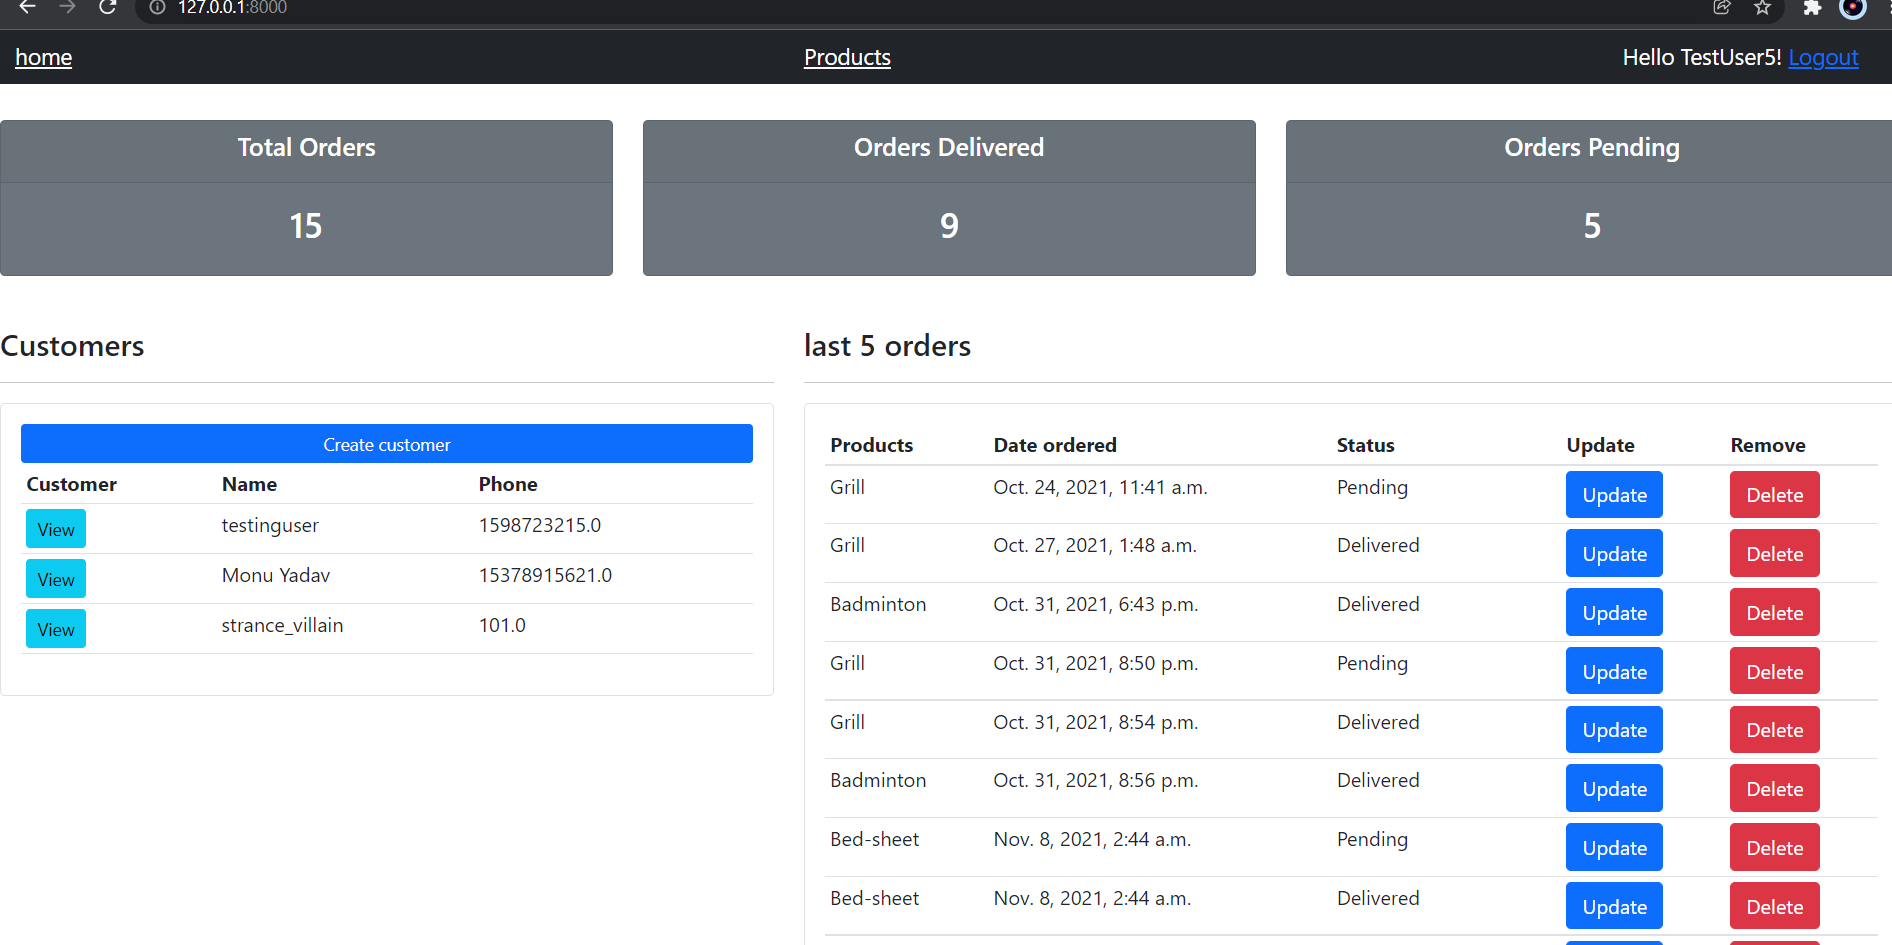 127.0.0.1:8000
home Products Hello TestUser5! Logout
Total Orders Orders Delivered Orders Pending
15 9 5
Customers
Create customer
Customer Name Phone
View testinguser 1598723215.0
View Monu Yadav 15378915621.0
View strance_villain 101.0
last 5 orders
Products Date ordered Status Update Remove
Grill Oct. 24, 2021, 11:41 a.m. Pending Update Delete
Grill Oct. 27, 2021, 1:48 a.m. Delivered Update Delete
Badminton Oct. 31, 2021, 6:43 p.m. Delivered Update Delete
Grill Oct. 31, 2021, 8:50 p.m. Pending Update Delete
Grill Oct. 31, 2021, 8:54 p.m. Delivered Update Delete
Badminton Oct. 31, 2021, 8:56 p.m. Delivered Update Delete
Bed-sheet Nov. 8, 2021, 2:44 a.m. Pending Update Delete
Bed-sheet Nov. 8, 2021, 2:44 a.m. Delivered Update Delete